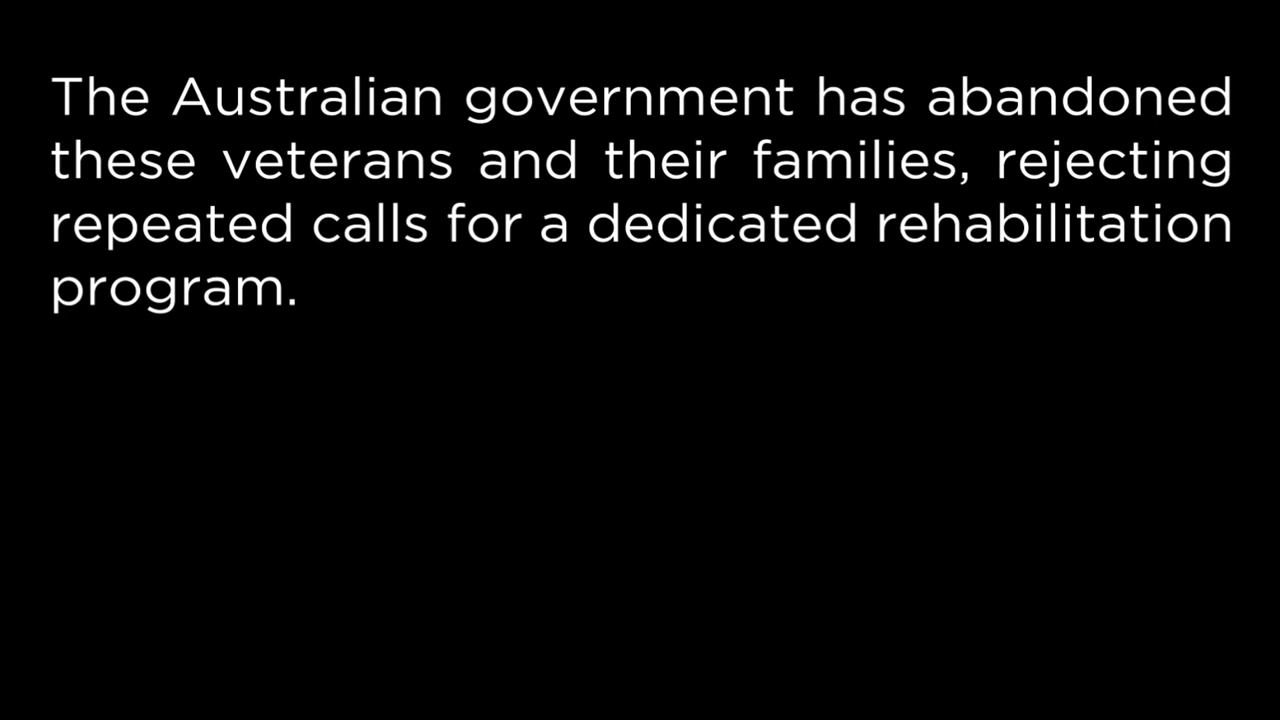 The Australian government has abandoned
these veterans and their families, rejecting
repeated calls for a dedicated rehabilitation
program.